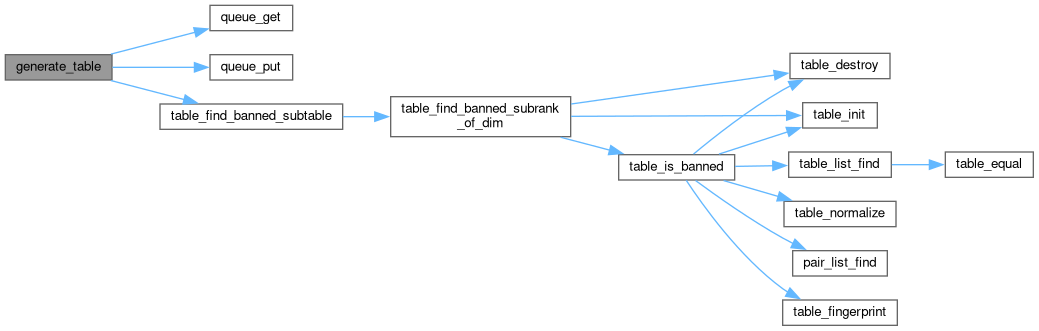 generate_table
queue_get
queue_put
table_find_banned_subtable
table_find_banned_subrank
_of_dim
table_is_banned
table_destroy
table_init
table_list_find
table_equal
table_normalize
pair_list_find
table_fingerprint